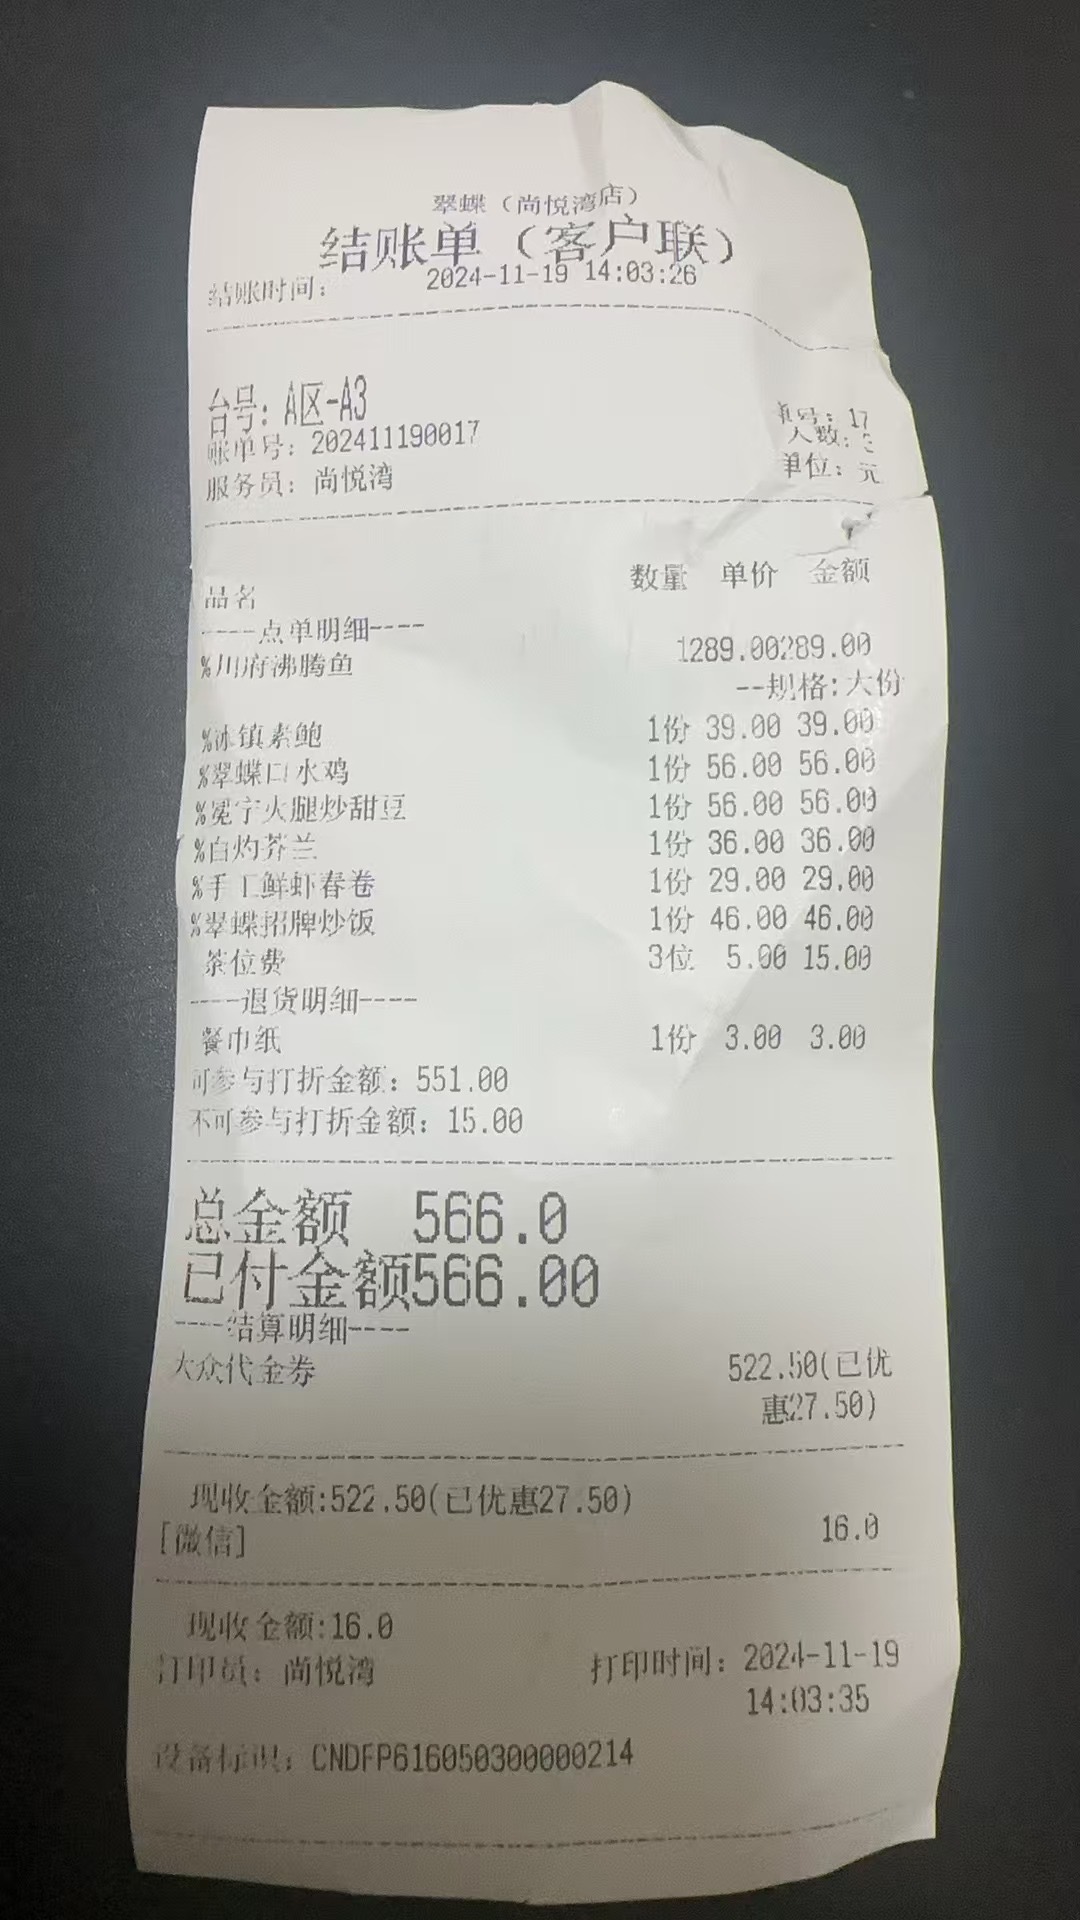 翠蝶（尚悦湾店）
结账单（客户联）
结账时间： 2024-11-19 14:03:26
台号：A区-A3
单号：17
账单号：202411190017 人数：
服务员：尚悦湾 单位：元
品名 数量 单价 金额
----点单明细----
%川府沸腾鱼 1289.00289.00
--规格:大份
%冰镇素鲍 1份 39.00 39.00
%翠蝶口水鸡 1份 56.00 56.00
%冕宁火腿炒甜豆 1份 56.00 56.00
%白灼芥兰 1份 36.00 36.00
%手工鲜虾春卷 1份 29.00 29.00
%翠蝶招牌炒饭 1份 46.00 46.00
茶位费 3位 5.00 15.00
----退货明细----
餐巾纸 1份 3.00 3.00
可参与打折金额：551.00
不可参与打折金额：15.00
总金额 566.0
已付金额566.00
----结算明细----
大众代金券 522.50(已优
惠27.50)
现收金额:522.50(已优惠27.50)
[微信] 16.0
现收金额:16.0
打印员：尚悦湾 打印时间：2024-11-19
14:03:35
设备标识：CNDFP616050300000214